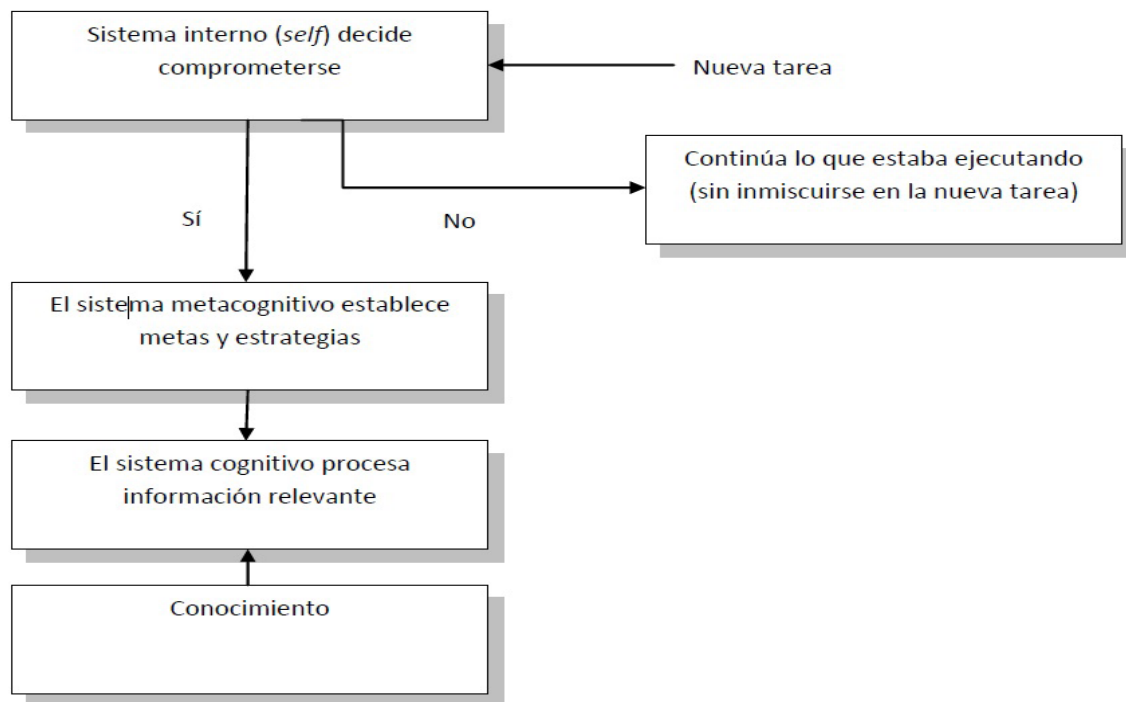 Sistema interno (self) decide
comprometerse
Nueva tarea
Continúa lo que estaba ejecutando
(sin inmiscuirse en la nueva tarea)
Sí
No
El sistema metacognitivo establece
metas y estrategias
El sistema cognitivo procesa
información relevante
Conocimiento